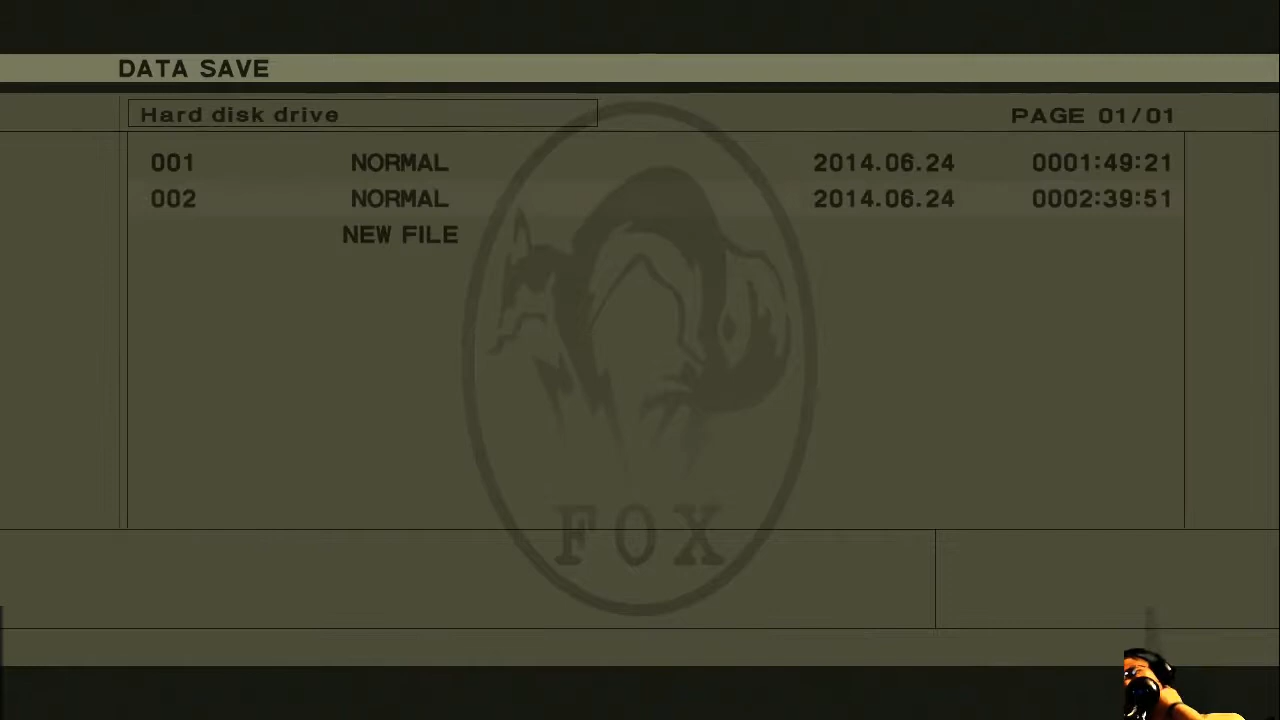 DATA SAVE
Hard disk drive PAGE 01/01
001 NORMAL 2014.06.24 0001:49:21
002 NORMAL 2014.06.24 0002:39:51
NEW FILE
FOX